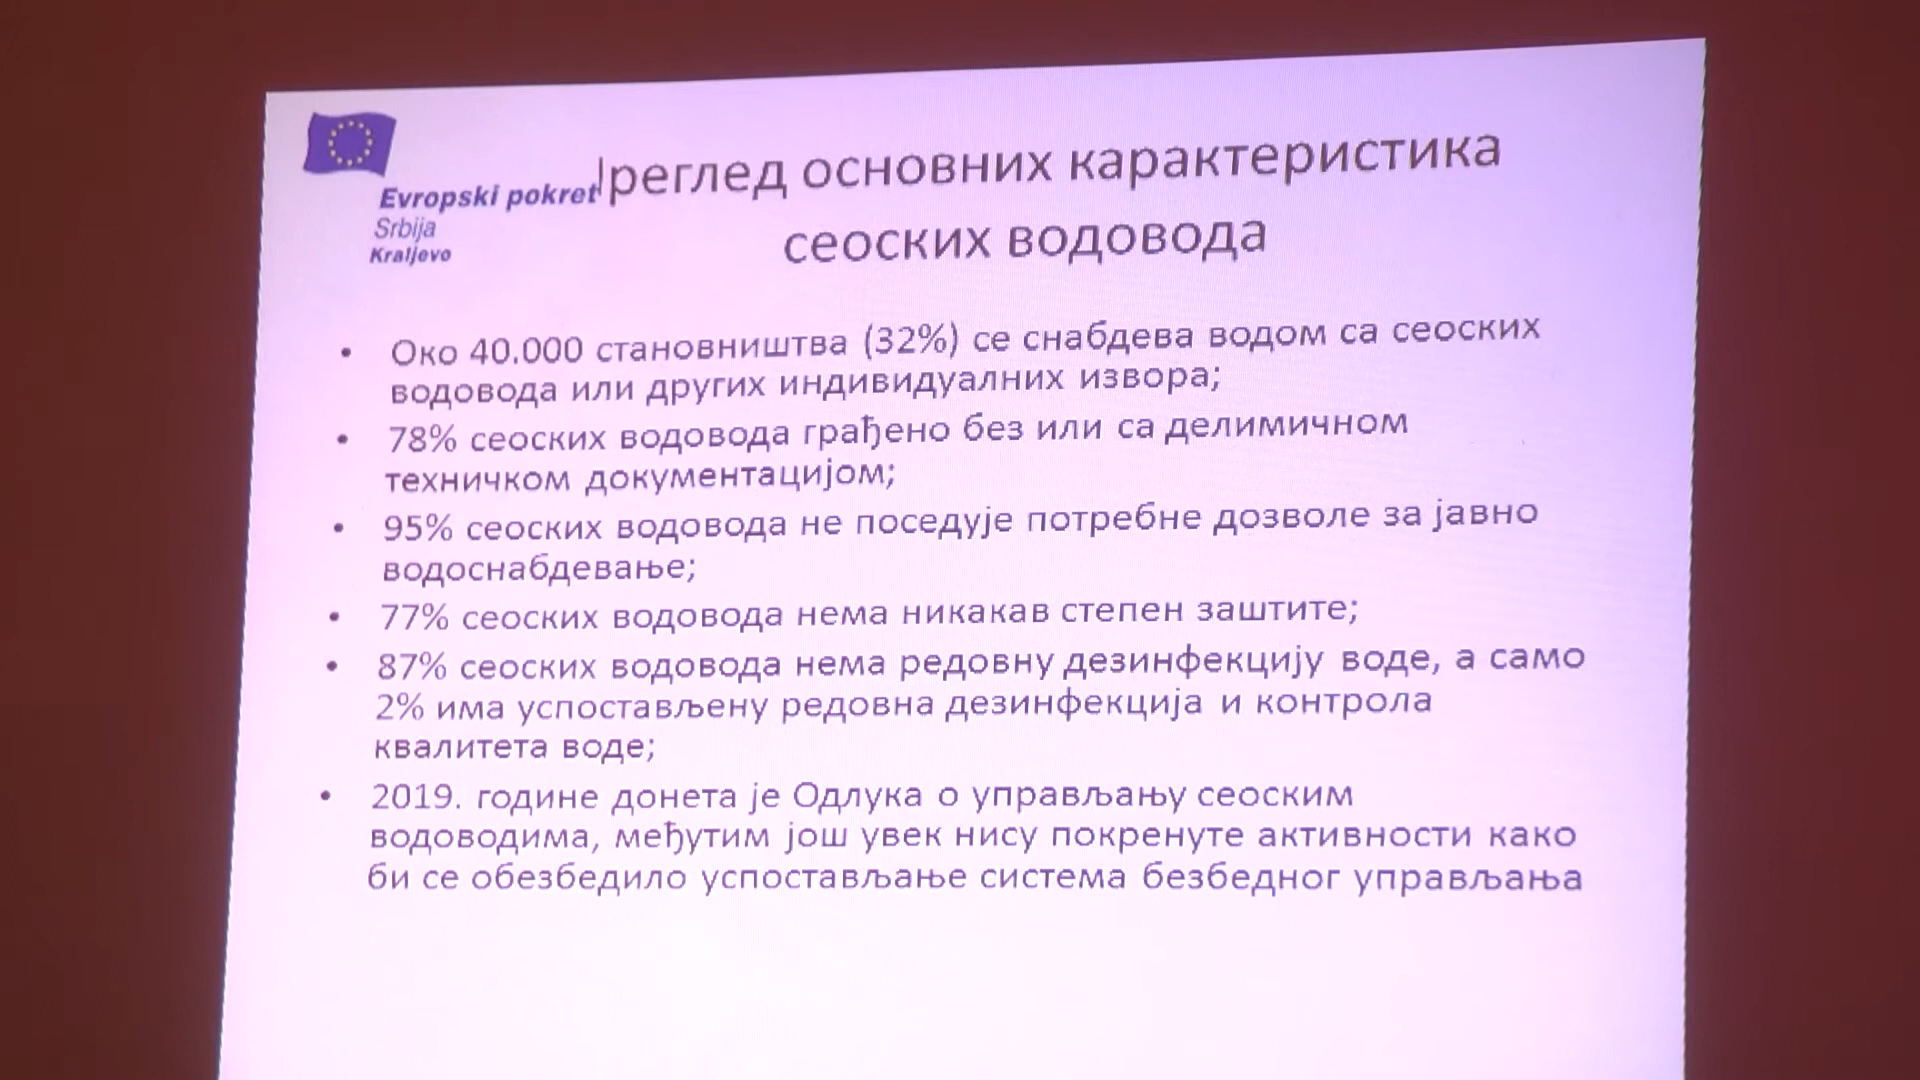 Evropski pokret
Srbija
Kraljevo
Преглед основних карактеристика
сеоских водовода
• Око 40.000 становништва (32%) се снабдева водом са сеоских
водовода или других индивидуалних извора;
• 78% сеоских водовода грађено без или са делимичном
техничком документацијом;
• 95% сеоских водовода не поседује потребне дозволе за јавно
водоснабдевање;
• 77% сеоских водовода нема никакав степен заштите;
• 87% сеоских водовода нема редовну дезинфекцију воде, а само
2% има успостављену редовна дезинфекција и контрола
квалитета воде;
• 2019. године донета је Одлука о управљању сеоским
водоводима, међутим још увек нису покренуте активности како
би се обезбедило успостављање система безбедног управљања